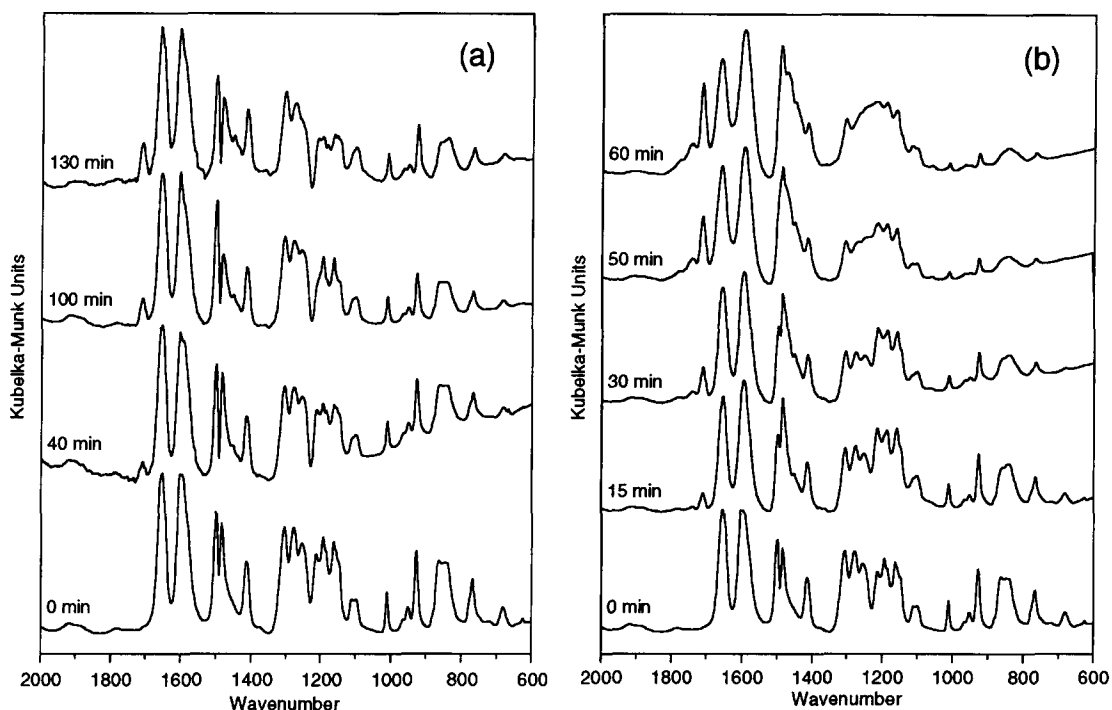 (a)
130 min
100 min
40 min
0 min
Kubelka-Munk Units
2000 1800 1600 1400 1200 1000 800 600
Wavenumber
(b)
60 min
50 min
30 min
15 min
0 min
Kubelka-Munk Units
2000 1800 1600 1400 1200 1000 800 600
Wavenumber